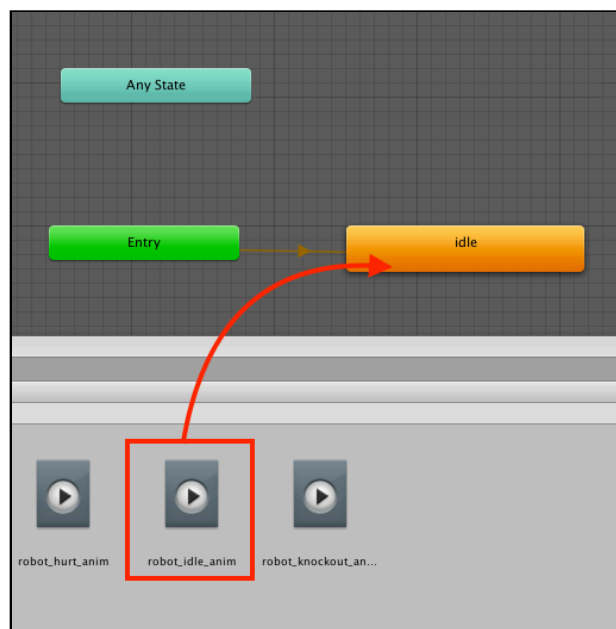 Any State
Entry
idle
robot_hurt_anim
robot_idle_anim
robot_knockout_an...